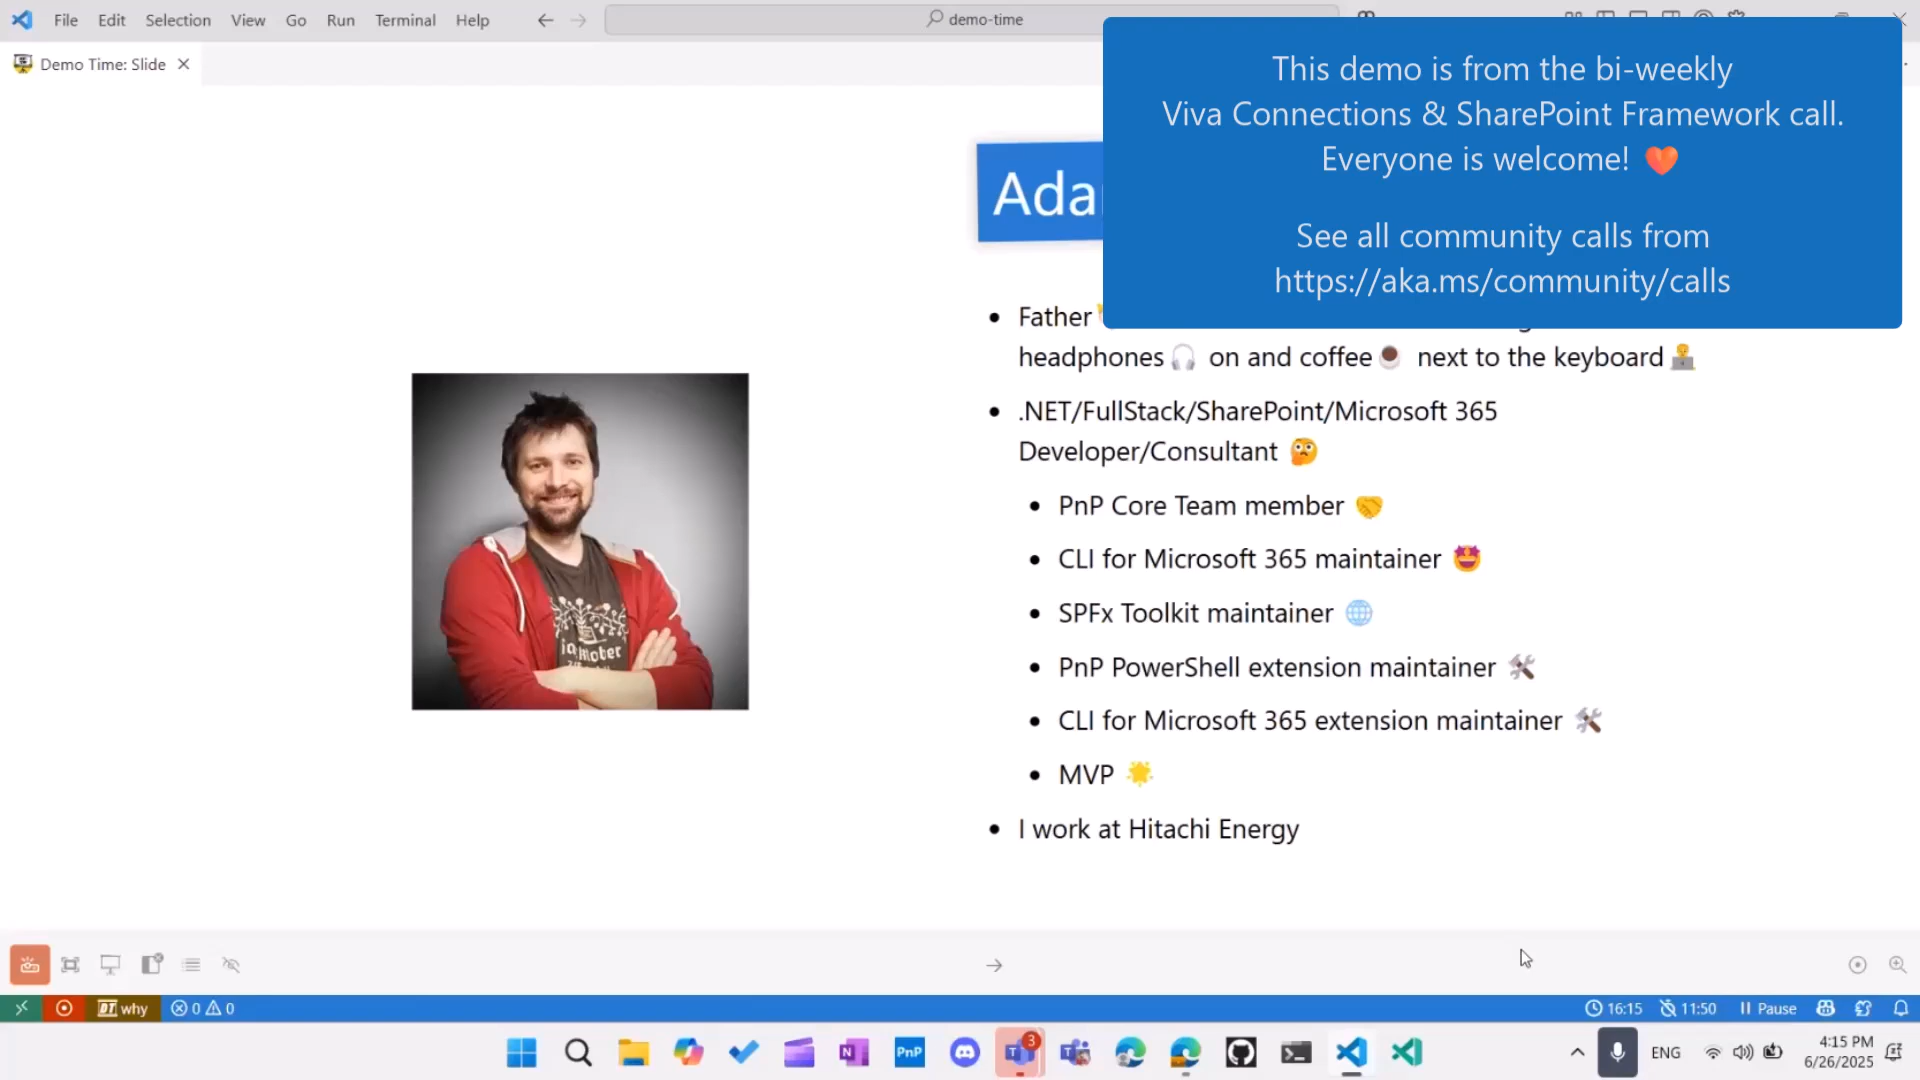 File Edit Selection View Go Run Terminal Help
demo-time
Demo Time: Slide
This demo is from the bi-weekly
Viva Connections & SharePoint Framework call.
Everyone is welcome!
See all community calls from
https://aka.ms/community/calls
Ada
Father
headphones on and coffee next to the keyboard
.NET/FullStack/SharePoint/Microsoft 365
Developer/Consultant
PnP Core Team member
CLI for Microsoft 365 maintainer
SPFx Toolkit maintainer
PnP PowerShell extension maintainer
CLI for Microsoft 365 extension maintainer
MVP
I work at Hitachi Energy
DT why 0 0
16:15 11:50 Pause
3
PnP
ENG
4:15 PM
6/26/2025